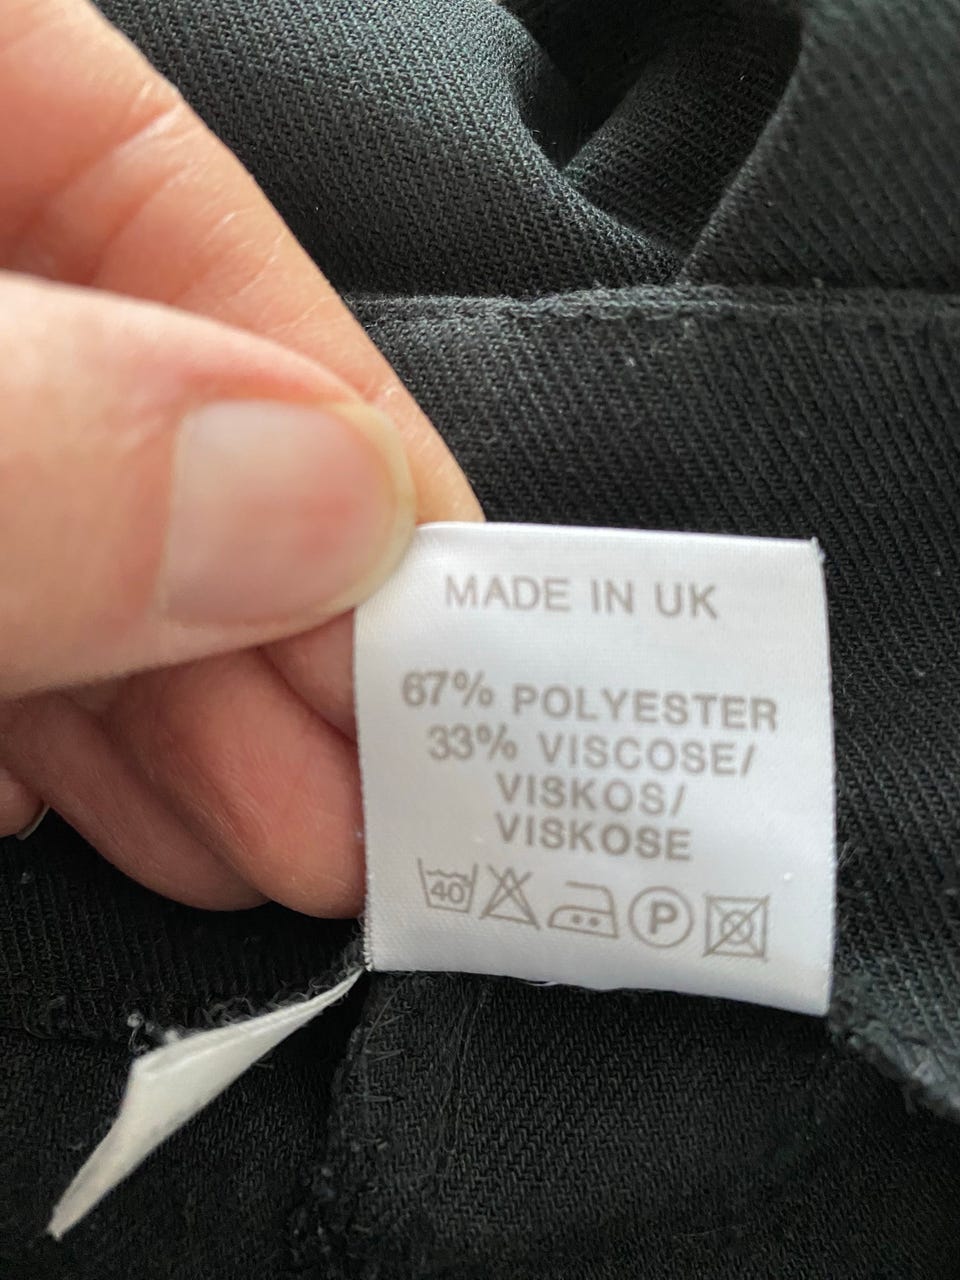 MADE IN UK
67% POLYESTER
33% VISCOSE/
VISKOS/
VISKOSE
40 P